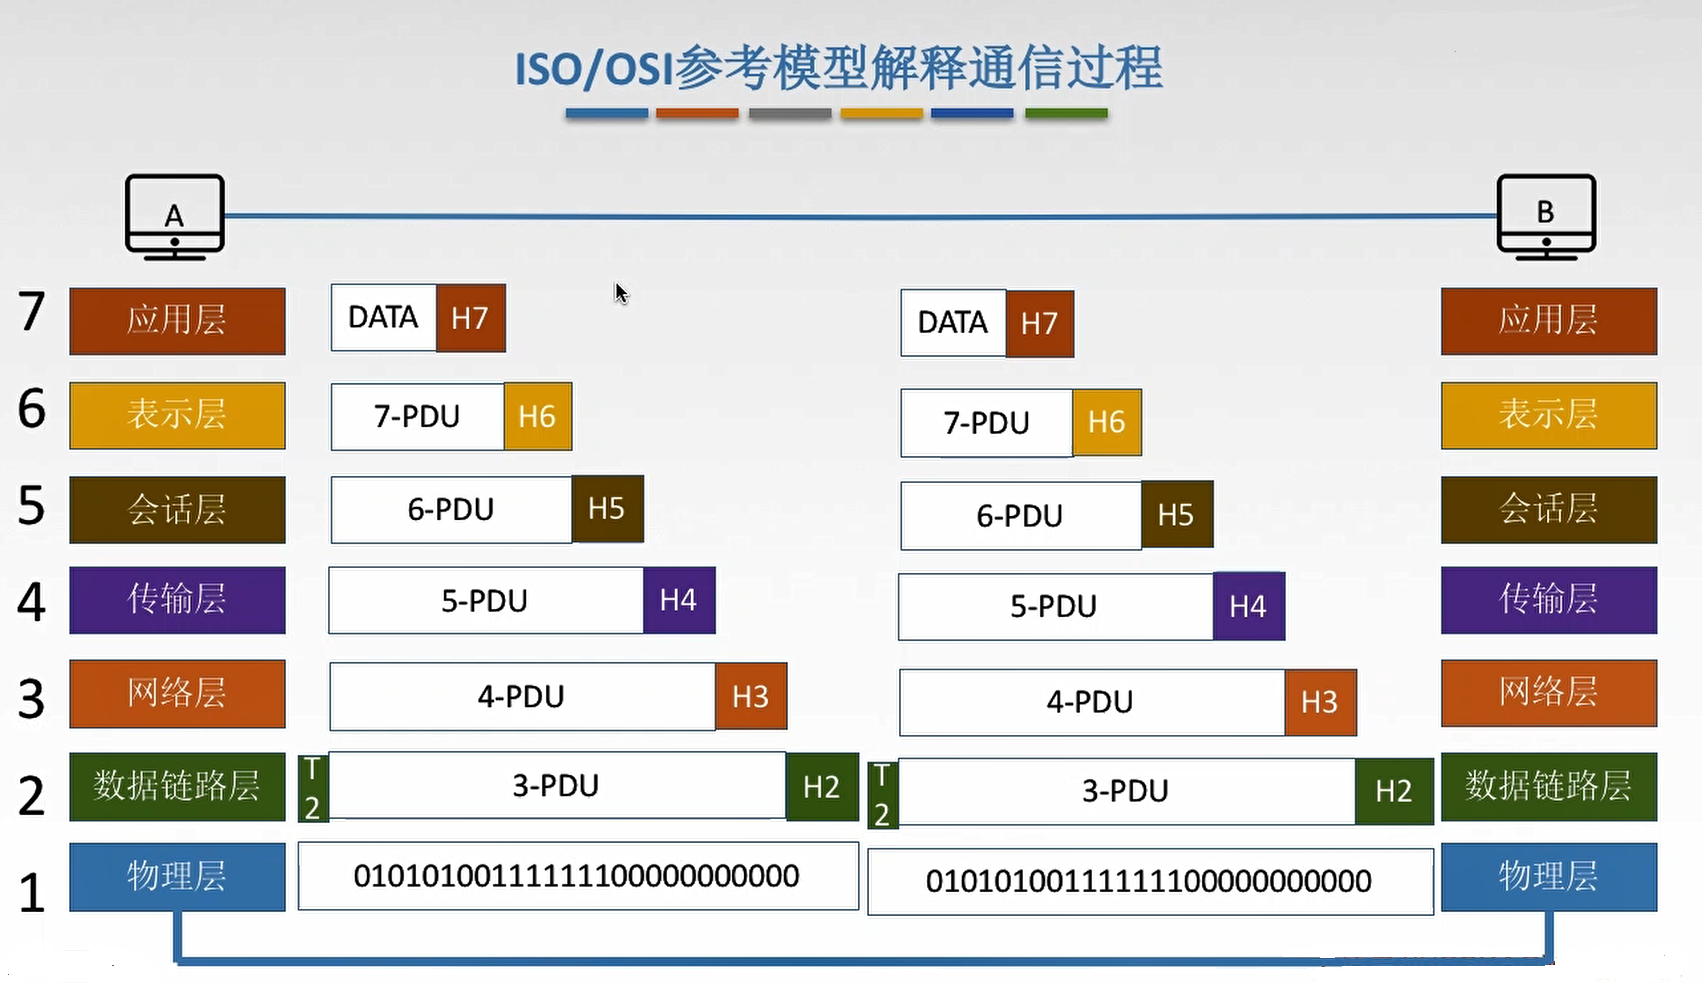 ISO/OSI参考模型解释通信过程
A
B
7 应用层 DATA H7 DATA H7 应用层
6 表示层 7-PDU H6 7-PDU H6 表示层
5 会话层 6-PDU H5 6-PDU H5 会话层
4 传输层 5-PDU H4 5-PDU H4 传输层
3 网络层 4-PDU H3 4-PDU H3 网络层
2 数据链路层 T2 3-PDU H2 T2 3-PDU H2 数据链路层
1 物理层 0101010011111111100000000000 0101010011111111100000000000 物理层